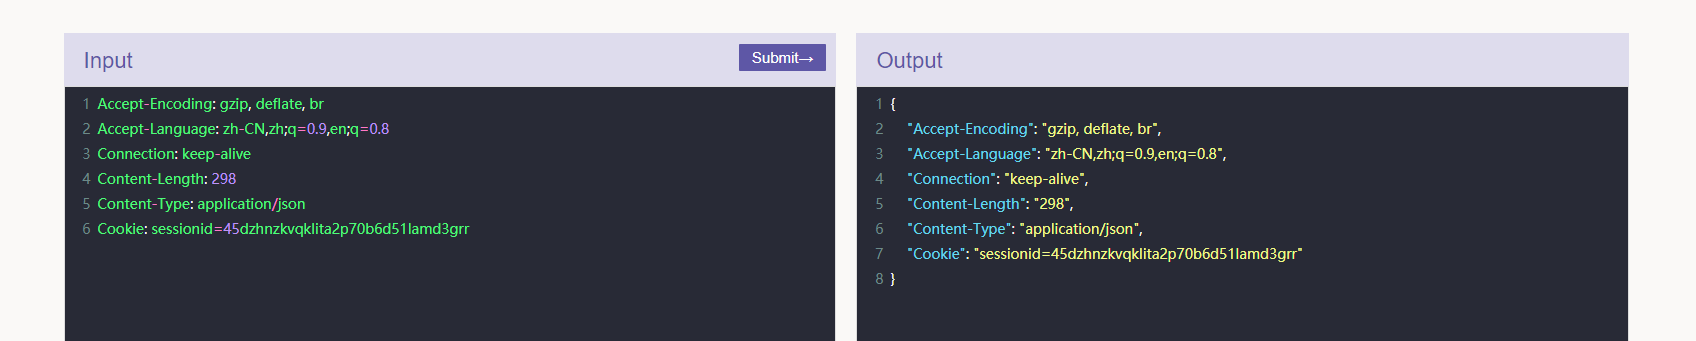 Input
Submit→
1 Accept-Encoding: gzip, deflate, br
2 Accept-Language: zh-CN,zh;q=0.9,en;q=0.8
3 Connection: keep-alive
4 Content-Length: 298
5 Content-Type: application/json
6 Cookie: sessionid=45dzhnzkvqklita2p70b6d51lamd3grr
Output
1 {
2 "Accept-Encoding": "gzip, deflate, br",
3 "Accept-Language": "zh-CN,zh;q=0.9,en;q=0.8",
4 "Connection": "keep-alive",
5 "Content-Length": "298",
6 "Content-Type": "application/json",
7 "Cookie": "sessionid=45dzhnzkvqklita2p70b6d51lamd3grr"
8 }